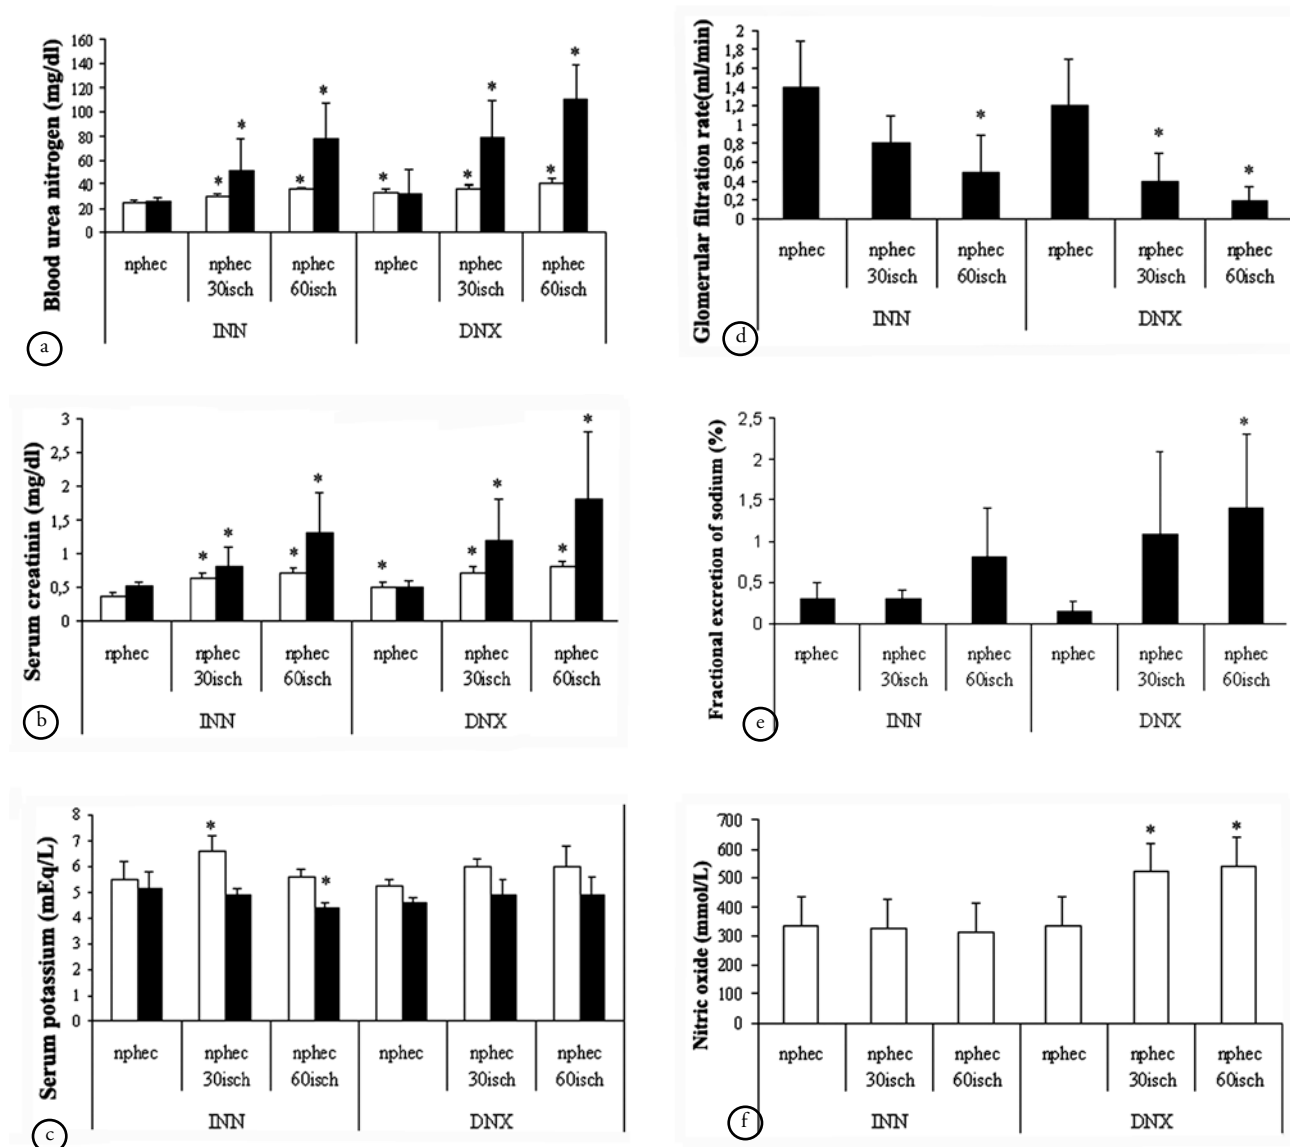 Blood urea nitrogen (mg/dl)
160
140
120
100
80
60
40
20
0
* * * * * * * * *
nphec nphec nphec nphec nphec nphec
30isch 60isch 30isch 60isch
INN DNX
a
Glomerular filtration rate(ml/min)
2
1,8
1,6
1,4
1,2
1
0,8
0,6
0,4
0,2
0
* * *
nphec nphec nphec nphec nphec nphec
30isch 60isch 30isch 60isch
INN DNX
d
Serum creatinin (mg/dl)
3
2,5
2
1,5
1
0,5
0
* * * * * * * * *
nphec nphec nphec nphec nphec nphec
30isch 60isch 30isch 60isch
INN DNX
b
Fractional excretion of sodium (%)
2,5
2
1,5
1
0,5
0
*
nphec nphec nphec nphec nphec nphec
30isch 60isch 30isch 60isch
INN DNX
e
Serum potassium (mEq/L)
8
7
6
5
4
3
2
1
0
* *
nphec nphec nphec nphec nphec nphec
30isch 60isch 30isch 60isch
INN DNX
c
Nitric oxide (mmol/L)
700
600
500
400
300
200
100
0
* *
nphec nphec nphec nphec nphec nphec
30isch 60isch 30isch 60isch
INN DNX
f